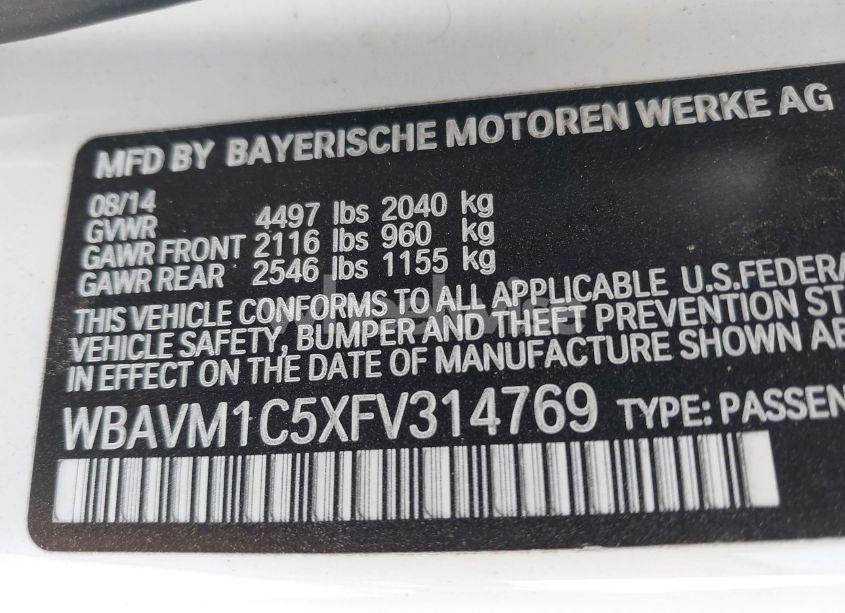 MFD BY BAYERISCHE MOTOREN WERKE AG
08/14
GVWR 4497 lbs 2040 kg
GAWR FRONT 2116 lbs 960 kg
GAWR REAR 2546 lbs 1155 kg
THIS VEHICLE CONFORMS TO ALL APPLICABLE U.S.FEDERA
VEHICLE SAFETY, BUMPER AND THEFT PREVENTION ST
IN EFFECT ON THE DATE OF MANUFACTURE SHOWN AB
WBAVM1C5XFV314769 TYPE: PASSEN